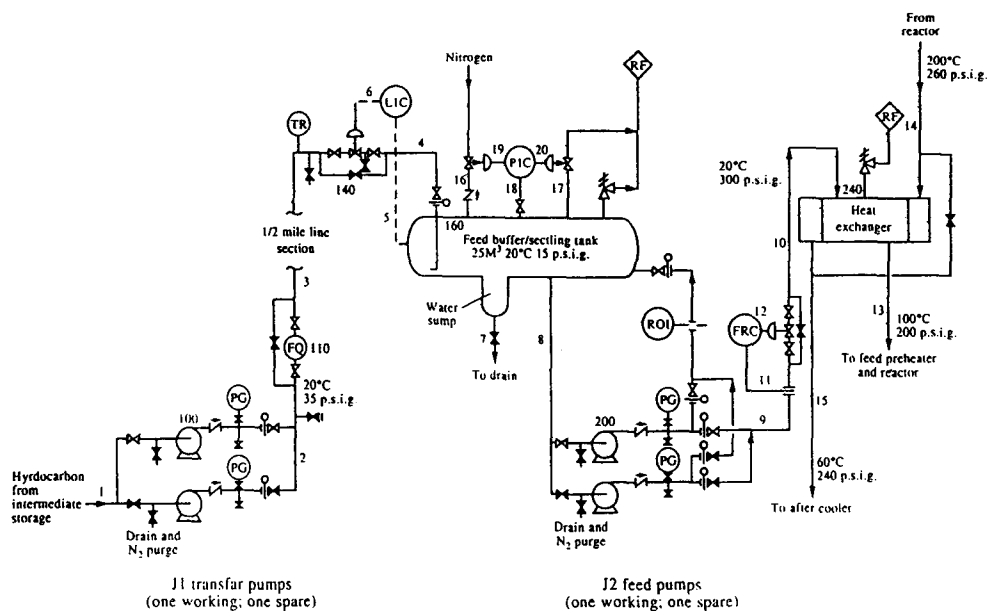 From
reactor
200°C
260 p.s.i.g.
Nitrogen
RF
6
LIC
TR
4
19
PIC
20
RF
14
16
18
17
20°C
300 p.s.i.g.
140
240
5
160
Heat
exchanger
1/2 mile line
section
Feed buffer/settling tank
25M³ 20°C 15 p.s.i.g.
10
3
Water
sump
ROI
12
FRC
13
100°C
200 p.s.i.g.
FQ
110
7
8
To drain
11
To feed preheater
and reactor
20°C
35 p.s.i.g.
15
PG
100
PG
200
9
2
PG
PG
60°C
240 p.s.i.g.
Hyrdocarbon
from
intermediate
storage
1
To after cooler
Drain and
N₂ purge
Drain and
N₂ purge
J1 transfar pumps
(one working; one spare)
J2 feed pumps
(one working; one spare)